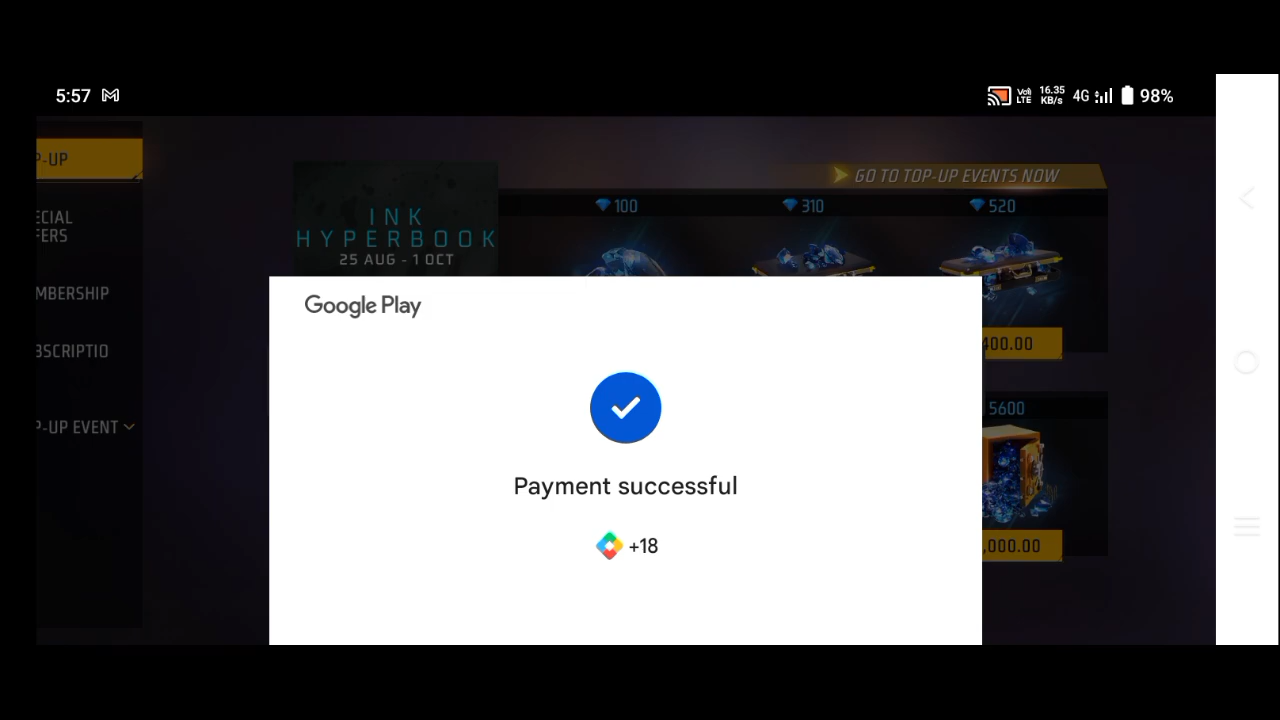 5:57
Vol) LTE 16.35 KB/s 4G 98%
P-UP
ECIAL
FERS
MBERSHIP
BSCRIPTIO
P-UP EVENT
INK
HYPERBOOK
25 AUG - 1 OCT
GO TO TOP-UP EVENTS NOW
100 310 520
400.00
5600
,000.00
Google Play
Payment successful
+18